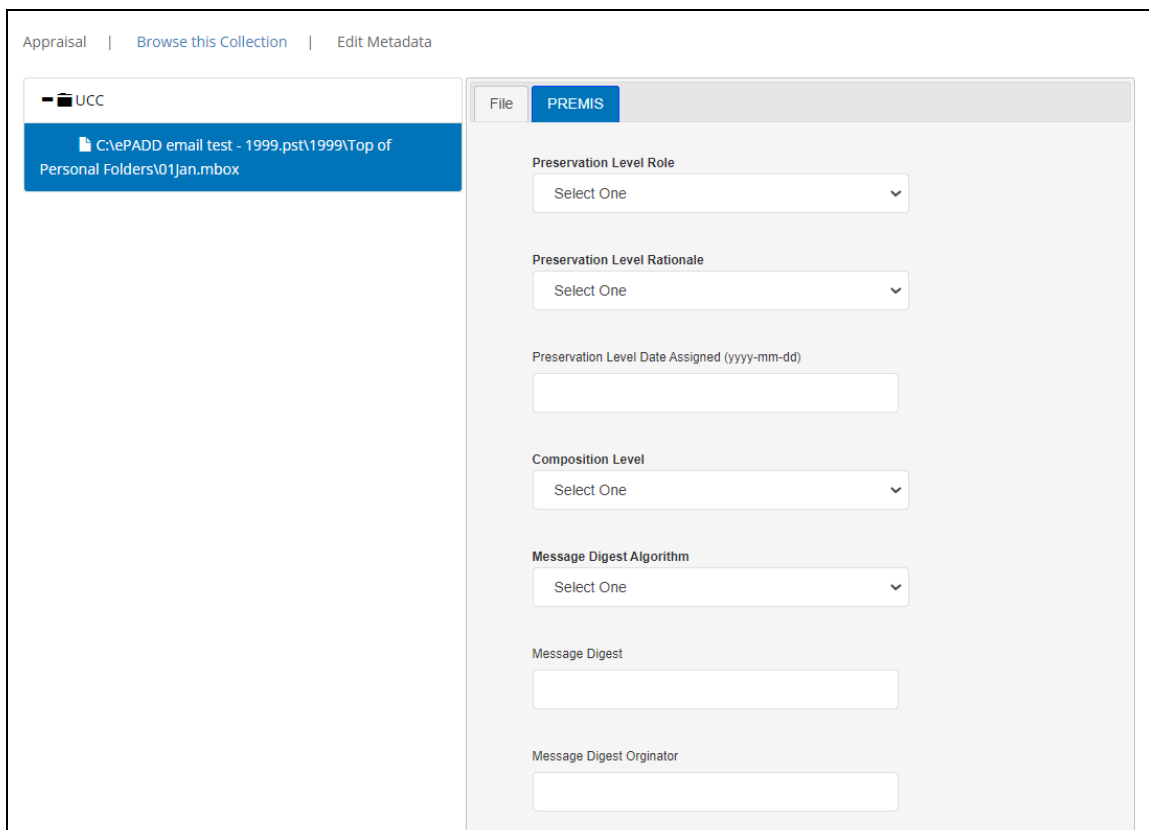 Appraisal | Browse this Collection | Edit Metadata
UCC
C:\ePADD email test - 1999.pst\1999\Top of
Personal Folders\01Jan.mbox
File PREMIS
Preservation Level Role
Select One
Preservation Level Rationale
Select One
Preservation Level Date Assigned (yyyy-mm-dd)
Composition Level
Select One
Message Digest Algorithm
Select One
Message Digest
Message Digest Orginator